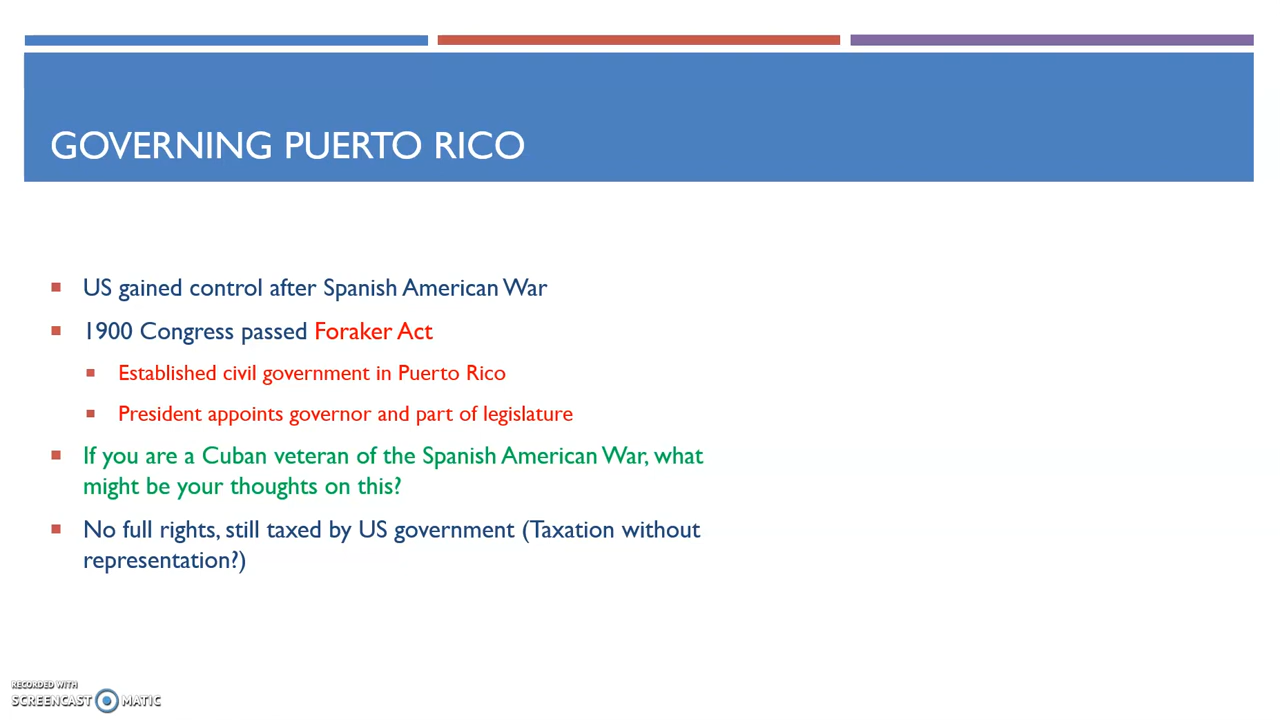 GOVERNING PUERTO RICO
US gained control after Spanish American War
1900 Congress passed Foraker Act
Established civil government in Puerto Rico
President appoints governor and part of legislature
If you are a Cuban veteran of the Spanish American War, what
might be your thoughts on this?
No full rights, still taxed by US government (Taxation without
representation?)
RECORDED WITH
SCREENCAST MATIC